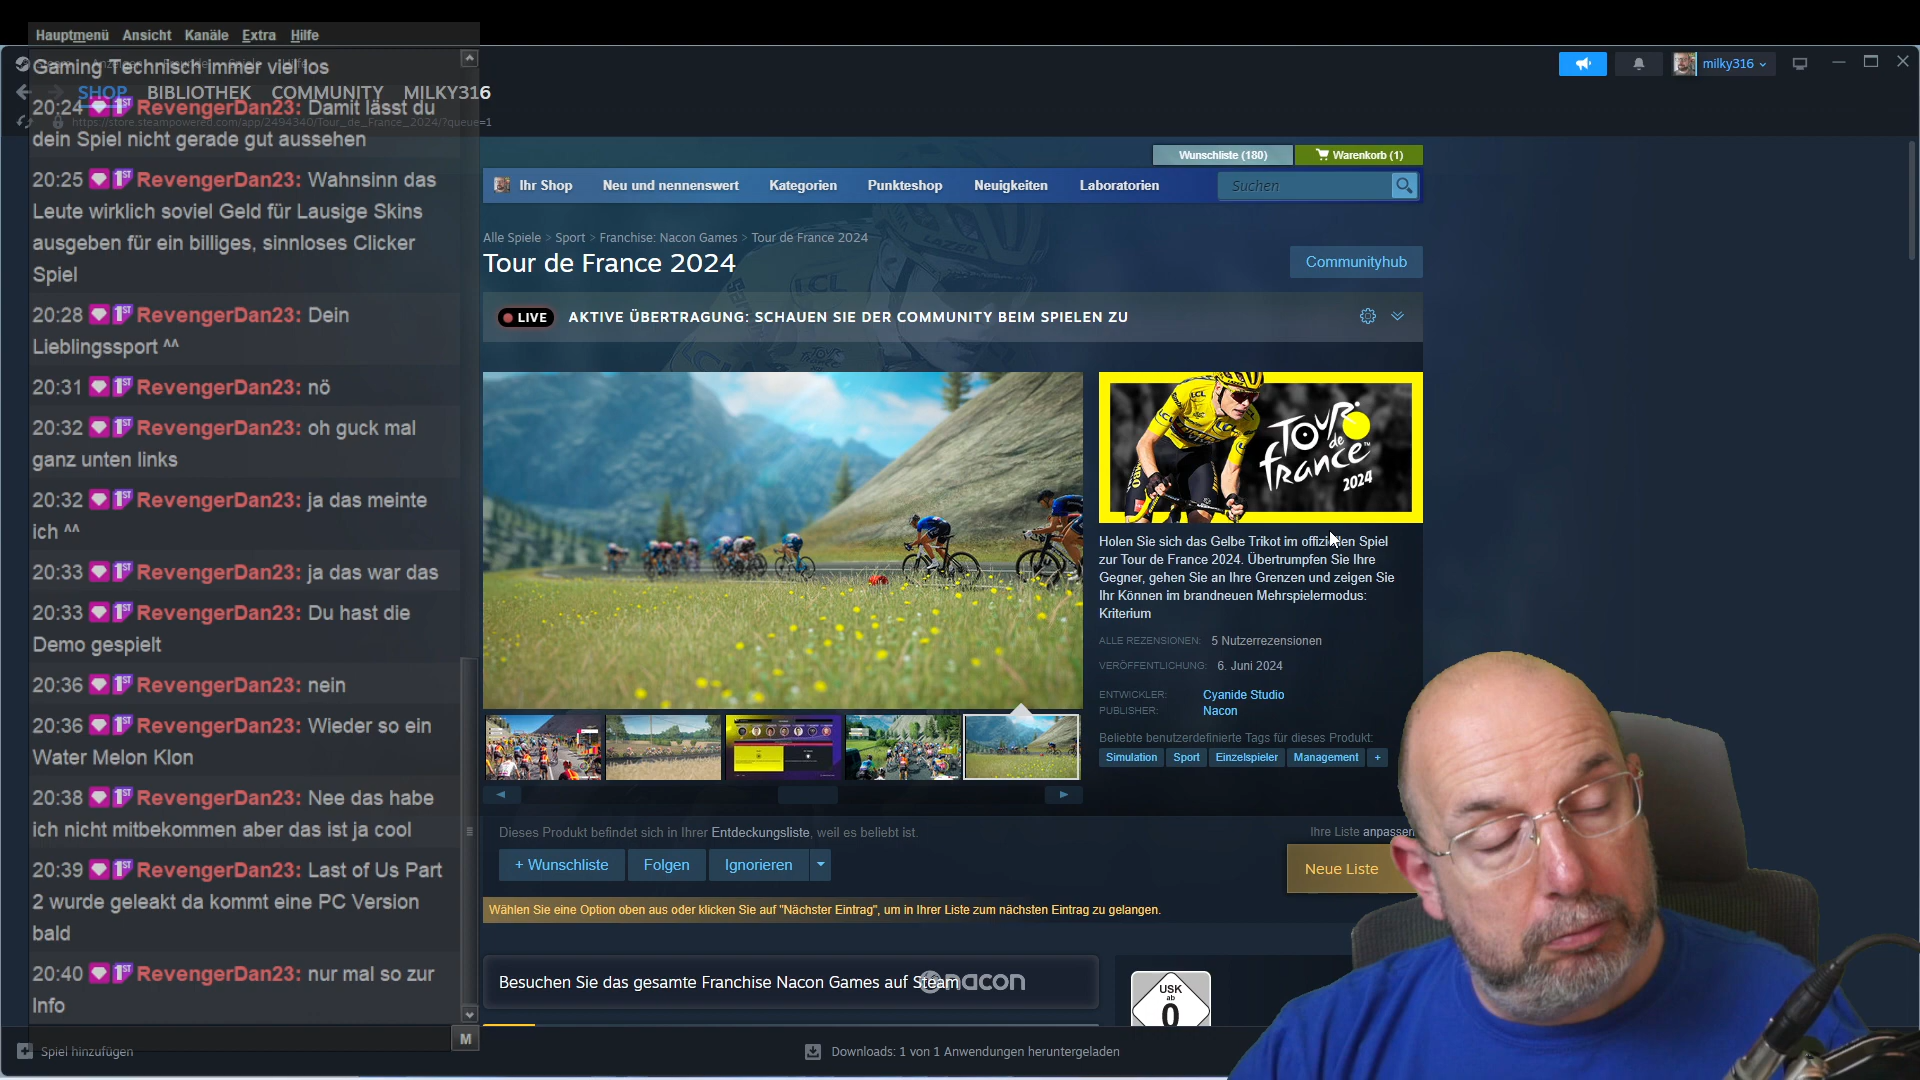 Hauptmenü Ansicht Kanäle Extra Hilfe
Gaming Technisch immer viel los
20:24 RevengerDan23: Damit lässt du
dein Spiel nicht gerade gut aussehen
20:25 RevengerDan23: Wahnsinn das
Leute wirklich soviel Geld für Lausige Skins
ausgeben für ein billiges, sinnloses Clicker
Spiel
20:28 RevengerDan23: Dein
Lieblingssport ^^
20:31 RevengerDan23: nö
20:32 RevengerDan23: oh guck mal
ganz unten links
20:32 RevengerDan23: ja das meinte
ich ^^
20:33 RevengerDan23: ja das war das
20:33 RevengerDan23: Du hast die
Demo gespielt
20:36 RevengerDan23: nein
20:36 RevengerDan23: Wieder so ein
Water Melon Klon
20:38 RevengerDan23: Nee das habe
ich nicht mitbekommen aber das ist ja cool
20:39 RevengerDan23: Last of Us Part
2 wurde geleakt da kommt eine PC Version
bald
20:40 RevengerDan23: nur mal so zur
Info
M
Spiel hinzufügen
SHOP BIBLIOTHEK COMMUNITY MILKY316
https://store.steampowered.com/app/2494340/Tour_de_France_2024/?queue=1
milky316
Wunschliste (180) Warenkorb (1)
Ihr Shop Neu und nennenswert Kategorien Punkteshop Neuigkeiten Laboratorien Suchen
Alle Spiele > Sport > Franchise: Nacon Games > Tour de France 2024
Tour de France 2024
Communityhub
LIVE AKTIVE ÜBERTRAGUNG: SCHAUEN SIE DER COMMUNITY BEIM SPIELEN ZU
LCL
TOUR
de
france
2024
Holen Sie sich das Gelbe Trikot im offiziellen Spiel
zur Tour de France 2024. Übertrumpfen Sie Ihre
Gegner, gehen Sie an Ihre Grenzen und zeigen Sie
Ihr Können im brandneuen Mehrspielermodus:
Kriterium
ALLE REZENSIONEN: 5 Nutzerrezensionen
VERÖFFENTLICHUNG: 6. Juni 2024
ENTWICKLER: Cyanide Studio
PUBLISHER: Nacon
Beliebte benutzerdefinierte Tags für dieses Produkt:
Simulation Sport Einzelspieler Management +
Dieses Produkt befindet sich in Ihrer Entdeckungsliste, weil es beliebt ist.
Ihre Liste anpassen
+ Wunschliste Folgen Ignorieren
Neue Liste
Wählen Sie eine Option oben aus oder klicken Sie auf "Nächster Eintrag", um in Ihrer Liste zum nächsten Eintrag zu gelangen.
Besuchen Sie das gesamte Franchise Nacon Games auf Steam
nacon
USK
ab
0
Downloads: 1 von 1 Anwendungen heruntergeladen